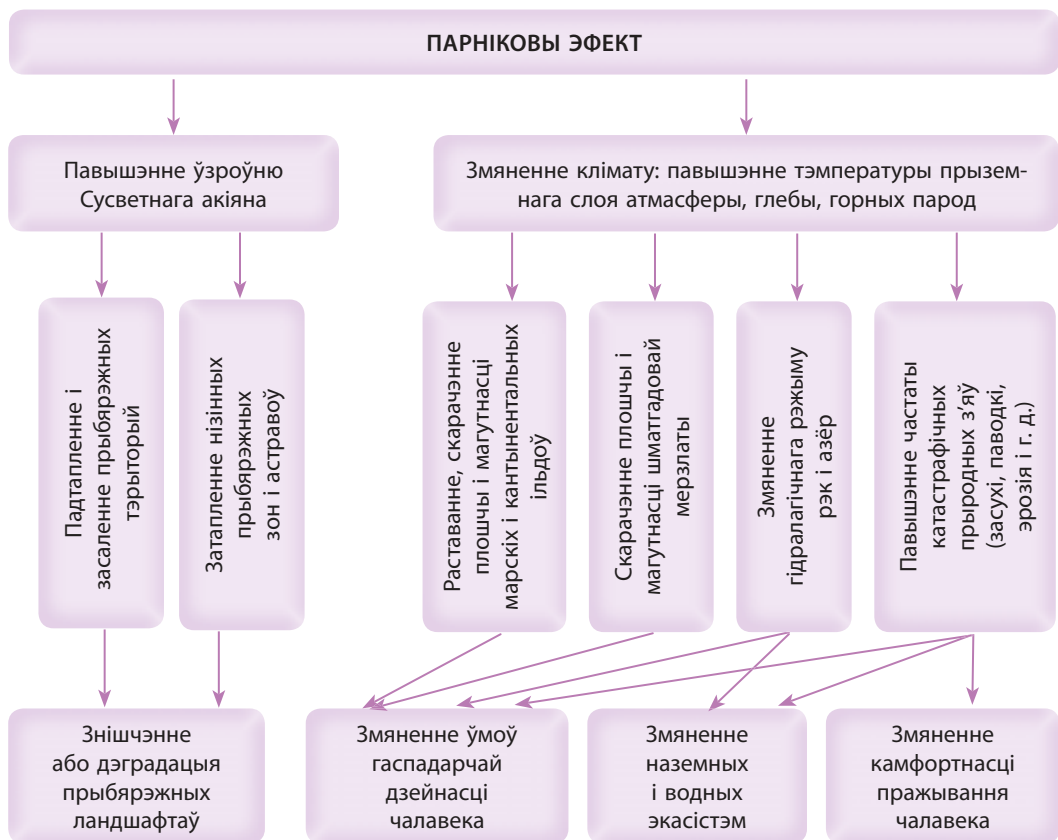 ПАРНІКОВЫ ЭФЕКТ
Павышэнне ўзроўню
Сусветнага акіяна
Змяненне клімату: павышэнне тэмпературы прызем-
нага слоя атмасферы, глебы, горных парод
Падтапленне і
засаленне прыбярэжных
тэрыторый
Затапленне нізінных
прыбярэжных
зон і астравоў
Раставанне, скарачэнне
плошчы і магутнасці
марскіх і кантынентальных
ільдоў
Скарачэнне плошчы і
магутнасці шматгадовай
мерзлаты
Змяненне
гідралагічнага рэжыму
рэк і азёр
Павышэнне частаты
катастрафічных
прыродных з'яў
(засухі, паводкі,
эрозія і г. д.)
Знішчэнне
або дэградацыя
прыбярэжных
ландшафтаў
Змяненне ўмоў
гаспадарчай
дзейнасці
чалавека
Змяненне
наземных
і водных
экасістэм
Змяненне
камфортнасці
пражывання
чалавека